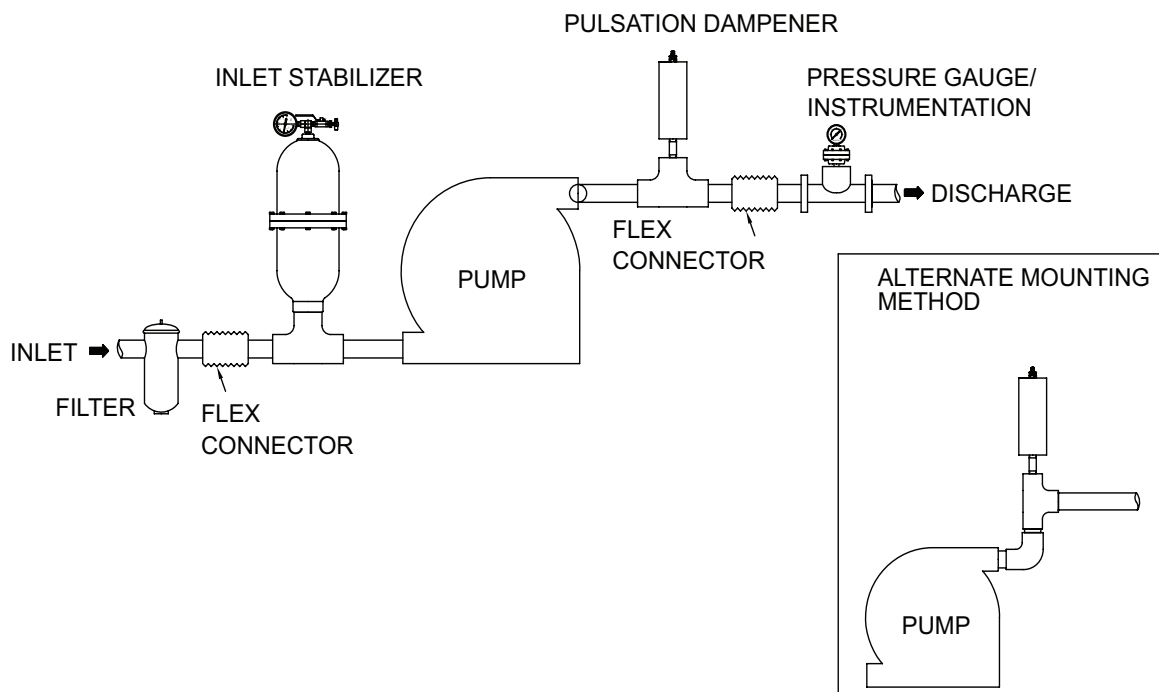 PULSATION DAMPENER
INLET STABILIZER
PRESSURE GAUGE/
INSTRUMENTATION
DISCHARGE
FLEX
CONNECTOR
PUMP
ALTERNATE MOUNTING
METHOD
INLET
FILTER
FLEX
CONNECTOR
PUMP